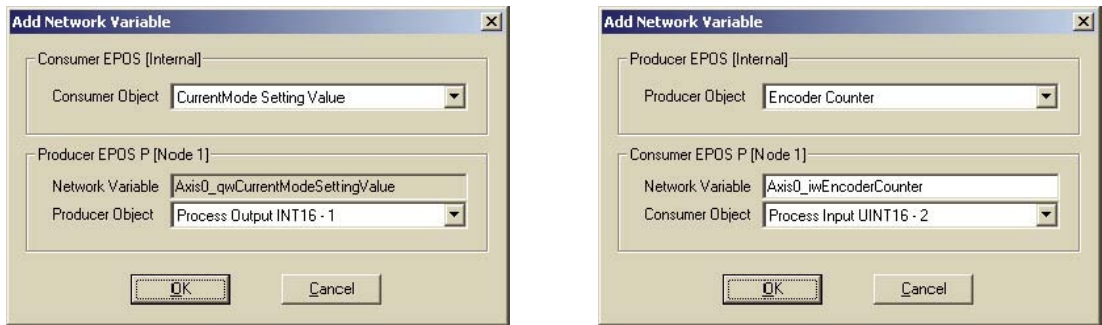 Add Network Variable
Consumer EPOS [Internal]
Consumer Object CurrentMode Setting Value
Producer EPOS P [Node 1]
Network Variable Axis0_qwCurrentModeSettingValue
Producer Object Process Output INT16 - 1
OK Cancel
Add Network Variable
Producer EPOS [Internal]
Producer Object Encoder Counter
Consumer EPOS P [Node 1]
Network Variable Axis0_iwEncoderCounter
Consumer Object Process Input UINT16 - 2
OK Cancel